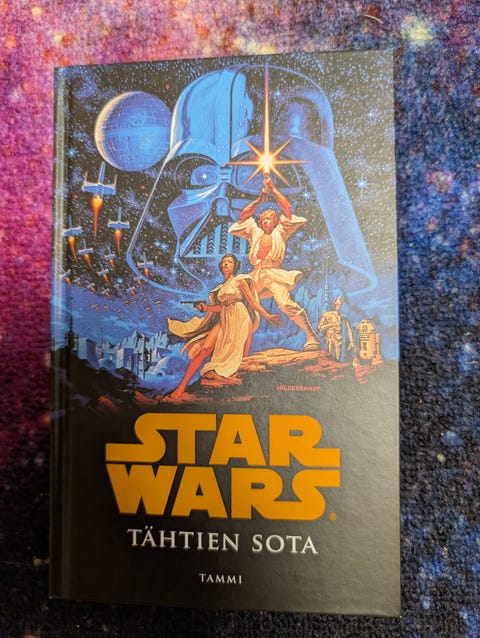 HILDEBRANDT
STAR
WARS®
TÄHTIEN SOTA
TAMMI